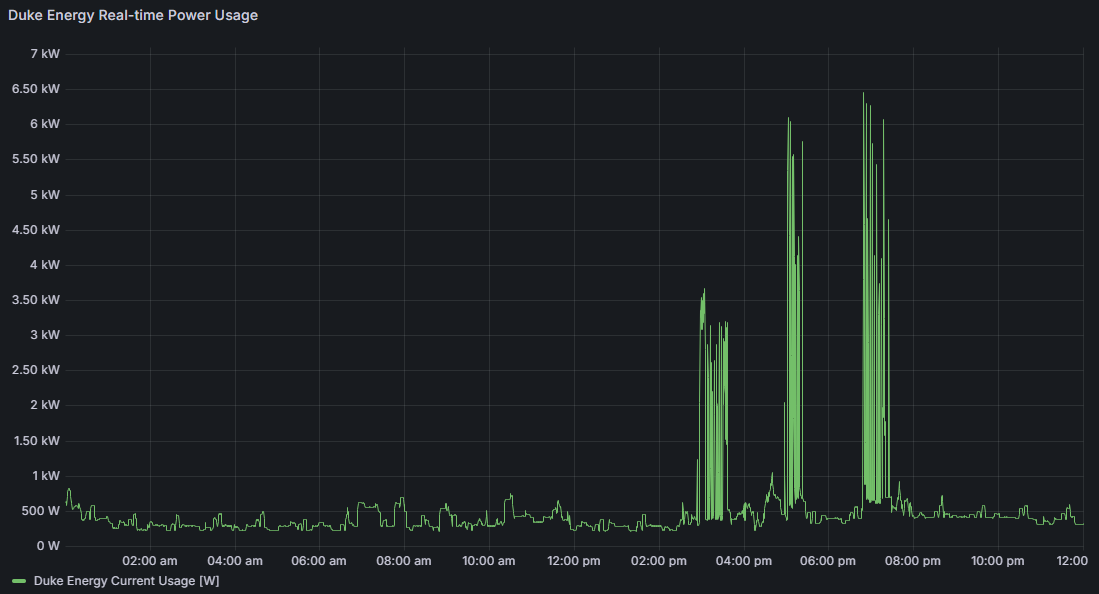 Duke Energy Real-time Power Usage
7 kW
6.50 kW
6 kW
5.50 kW
5 kW
4.50 kW
4 kW
3.50 kW
3 kW
2.50 kW
2 kW
1.50 kW
1 kW
500 W
0 W
02:00 am 04:00 am 06:00 am 08:00 am 10:00 am 12:00 pm 02:00 pm 04:00 pm 06:00 pm 08:00 pm 10:00 pm 12:00
Duke Energy Current Usage [W]